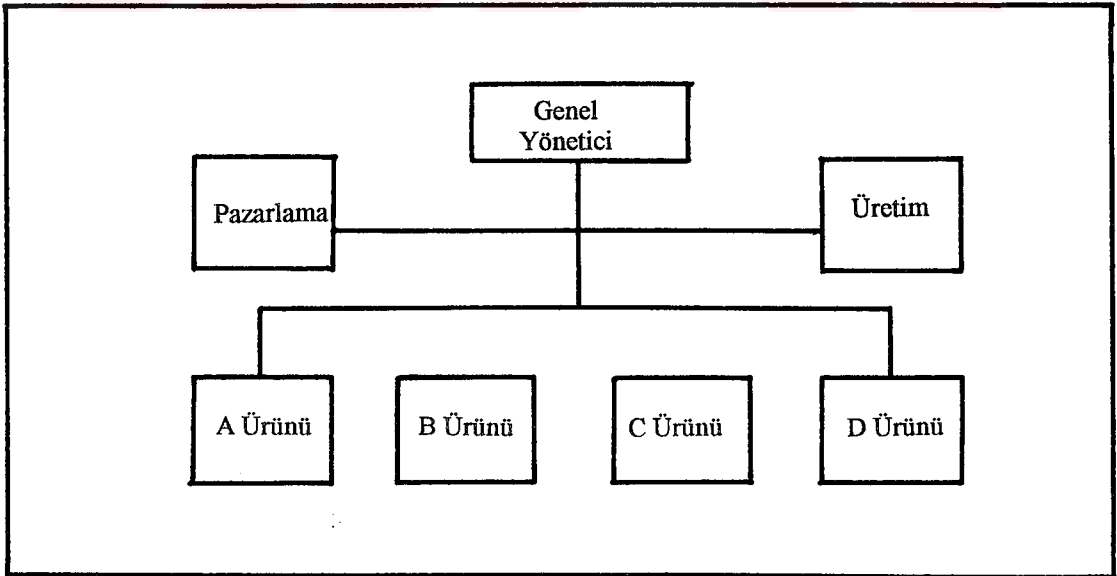 Genel
Yönetici
Pazarlama
Üretim
A Ürünü
B Ürünü
C Ürünü
D Ürünü